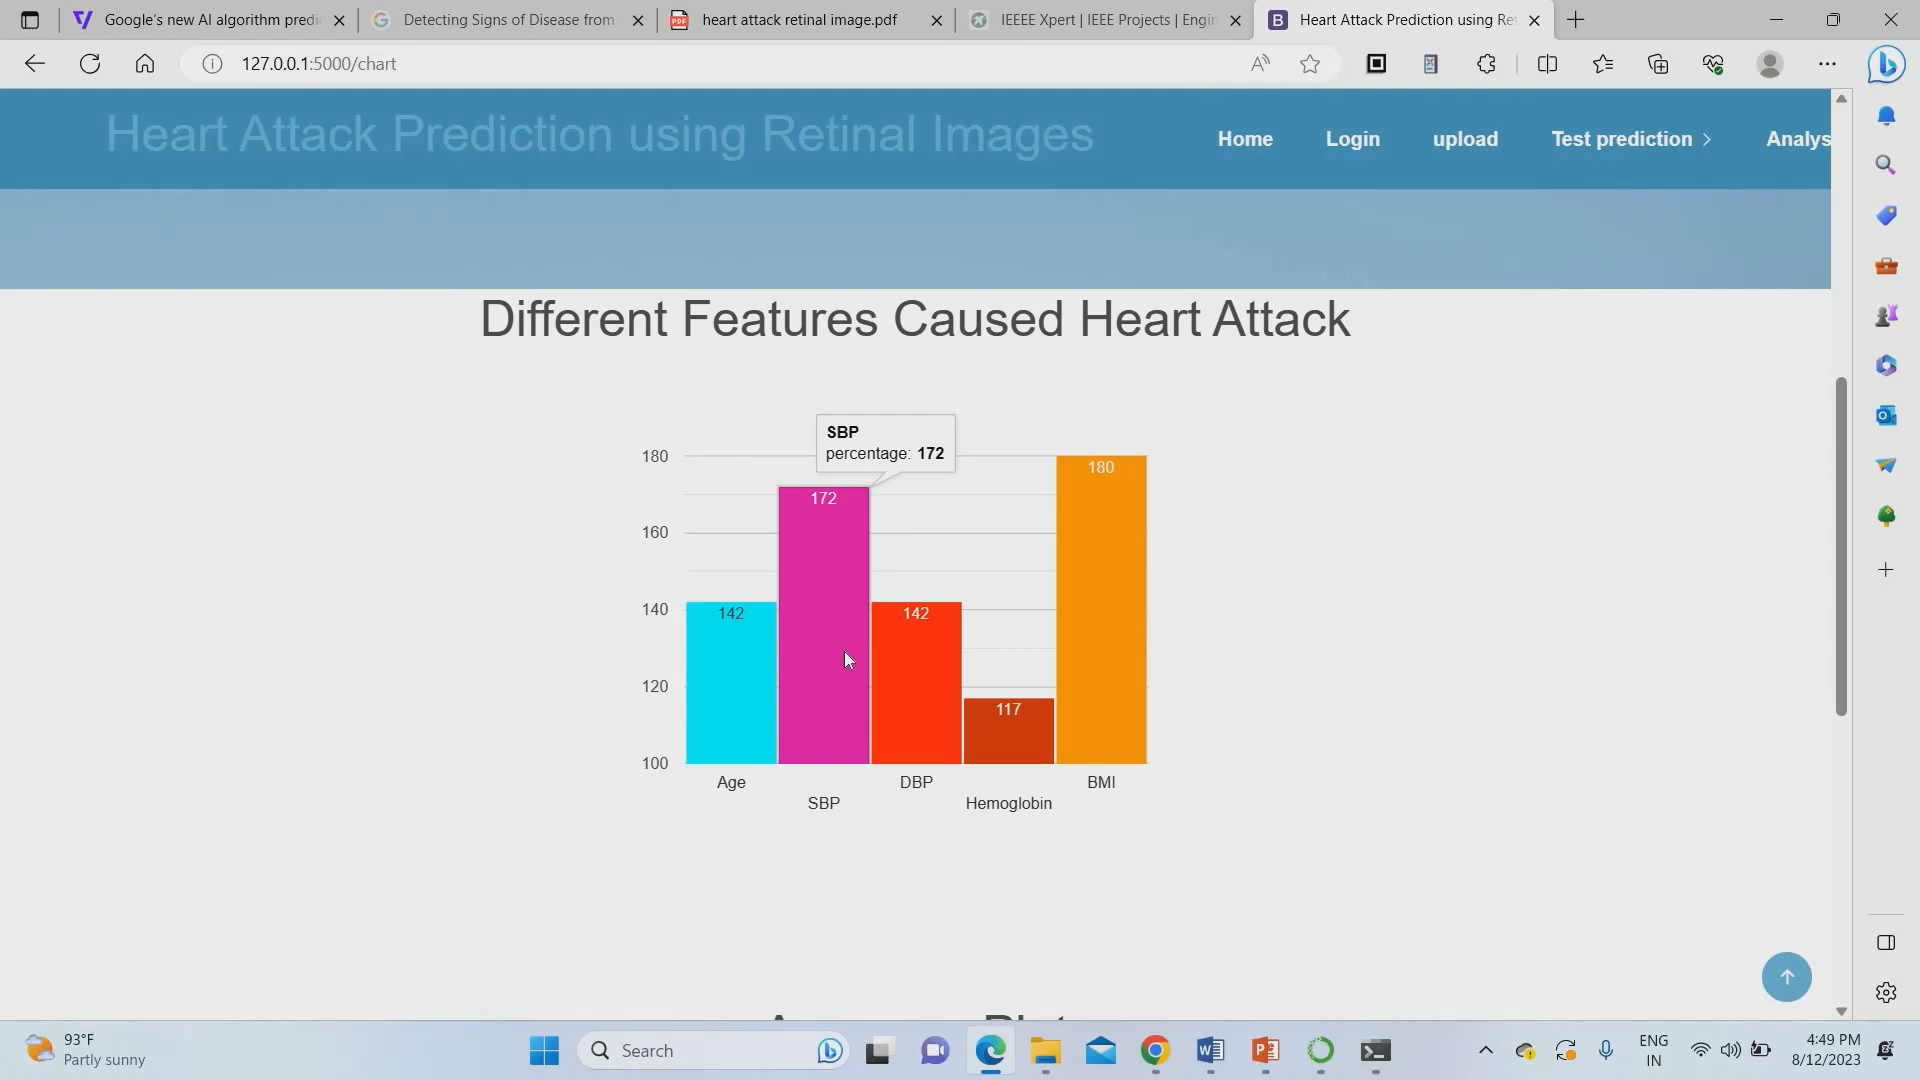 Google's new AI algorithm predi
Detecting Signs of Disease from
heart attack retinal image.pdf
IEEEE Xpert | IEEE Projects | Engin
Heart Attack Prediction using Ret
127.0.0.1:5000/chart
Heart Attack Prediction using Retinal Images
Home
Login
upload
Test prediction
Analys
Different Features Caused Heart Attack
SBP
percentage: 172
180
160
140
120
100
142
172
142
117
180
Age
SBP
DBP
Hemoglobin
BMI
93°F
Partly sunny
Search
ENG
IN
4:49 PM
8/12/2023